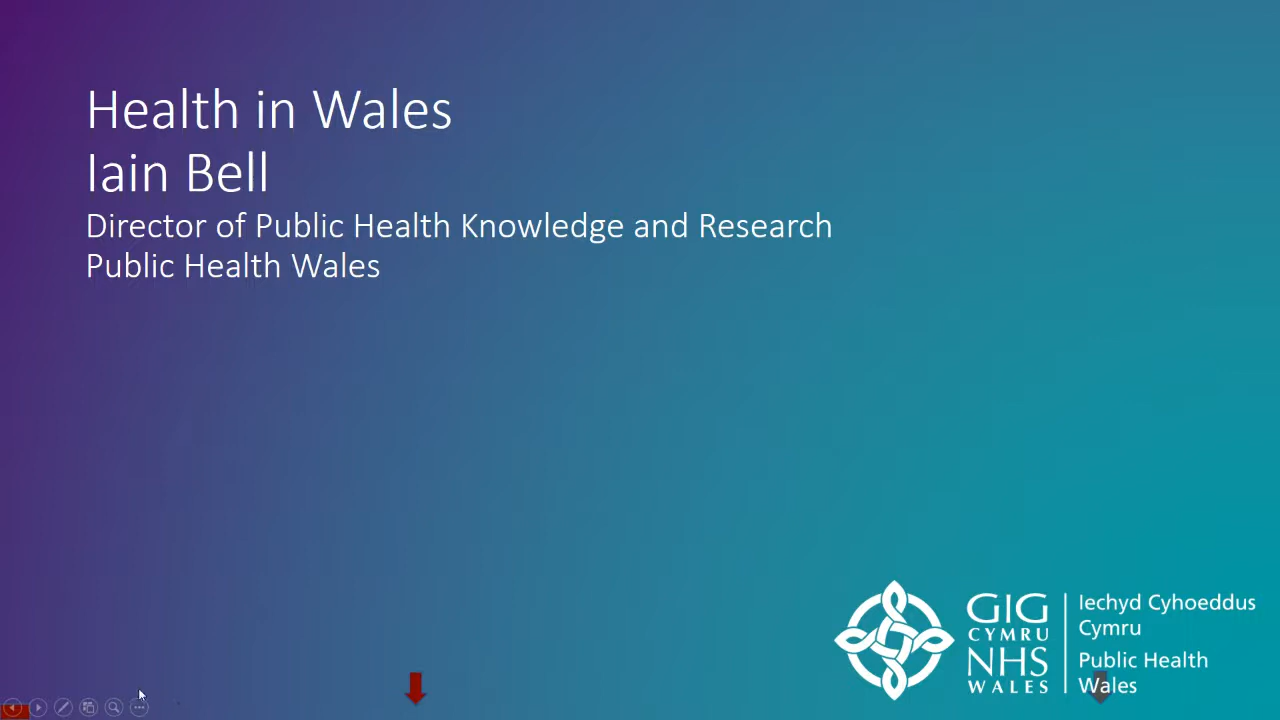 Health in Wales
Iain Bell
Director of Public Health Knowledge and Research
Public Health Wales
GIG
CYMRU
NHS
WALES
Iechyd Cyhoeddus
Cymru
Public Health
Wales